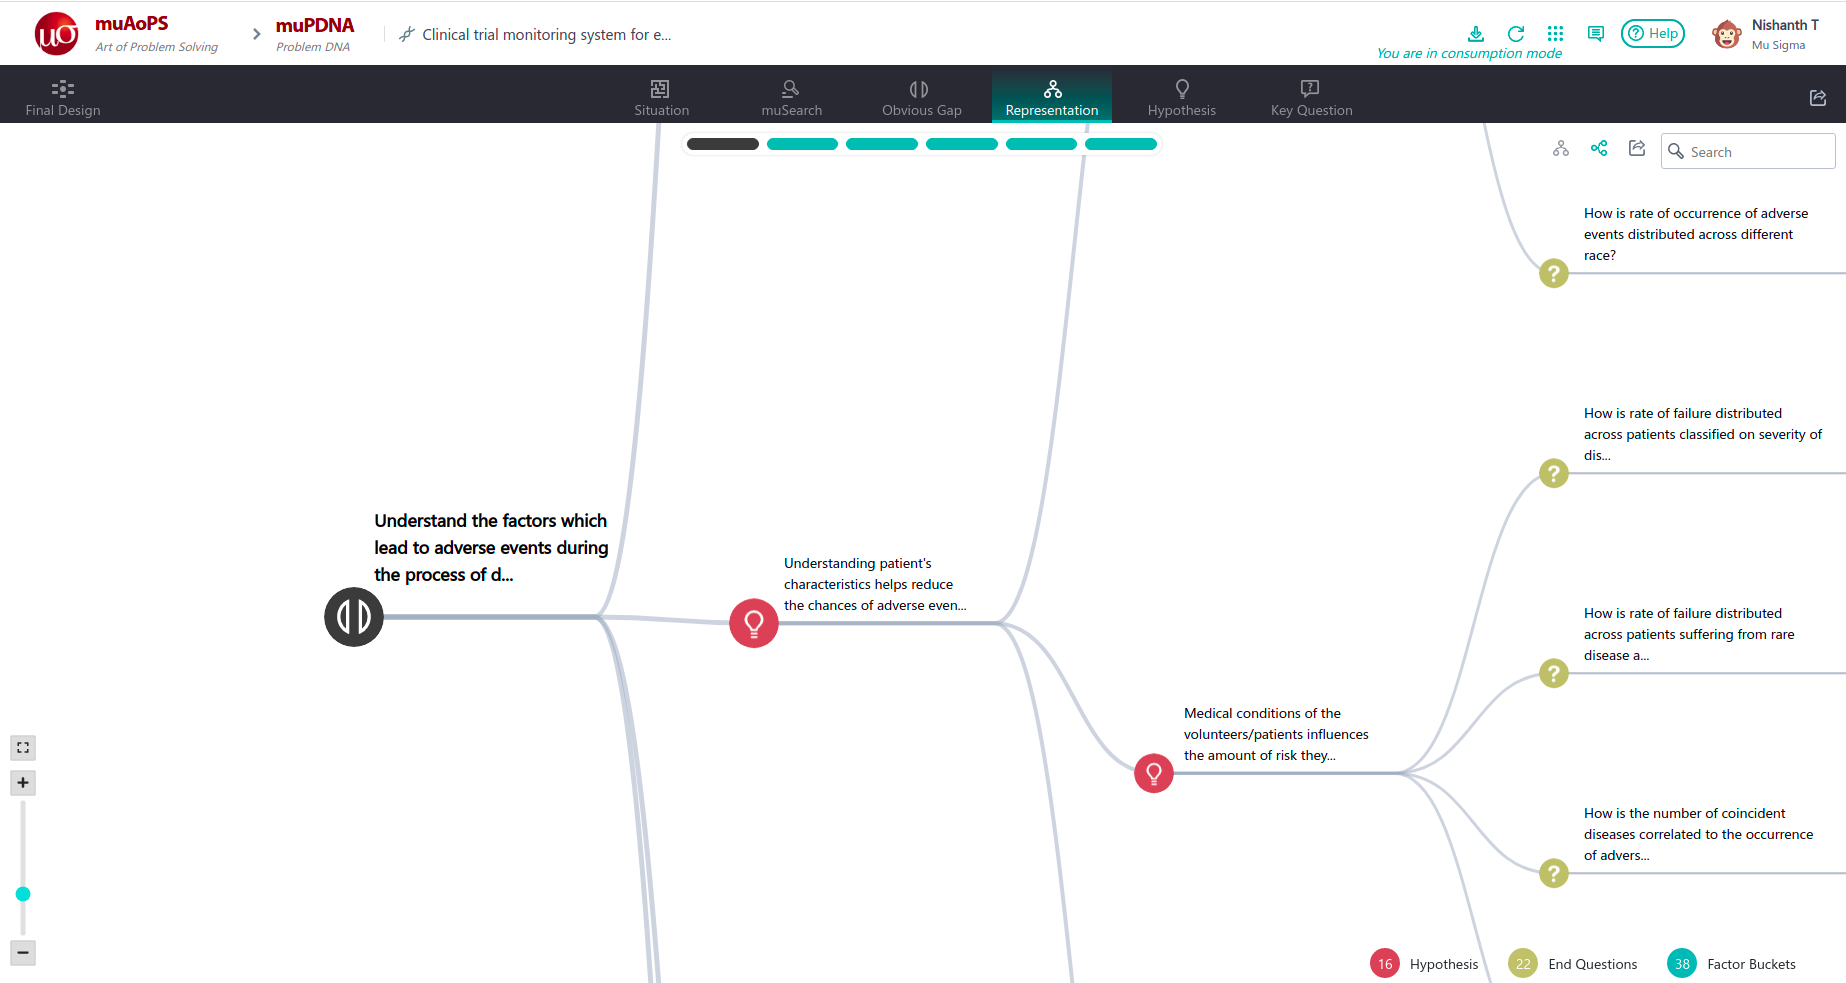 muAoPS
Art of Problem Solving
muPDNA
Problem DNA
Clinical trial monitoring system for e...
You are in consumption mode
Help
Nishanth T
Mu Sigma
Final Design
Situation
muSearch
Obvious Gap
Representation
Hypothesis
Key Question
Search
How is rate of occurrence of adverse
events distributed across different
race?
How is rate of failure distributed
across patients classified on severity of
dis...
Understand the factors which
lead to adverse events during
the process of d...
Understanding patient's
characteristics helps reduce
the chances of adverse even...
How is rate of failure distributed
across patients suffering from rare
disease a...
Medical conditions of the
volunteers/patients influences
the amount of risk they...
How is the number of coincident
diseases correlated to the occurrence
of advers...
16 Hypothesis
22 End Questions
38 Factor Buckets